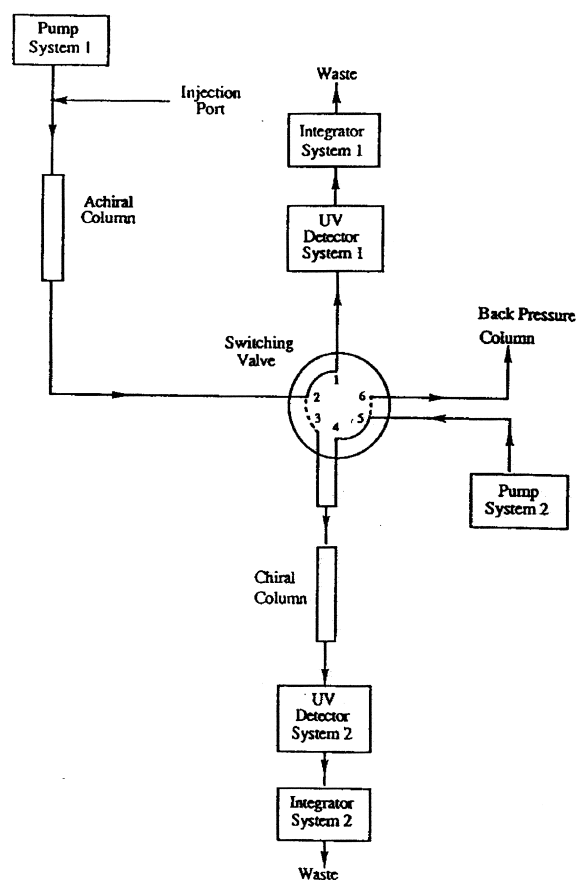 Pump
System 1
Injection
Port
Achiral
Column
Waste
Integrator
System 1
UV
Detector
System 1
Back Pressure
Column
Switching
Valve
1
2
6
3
4
5
Pump
System 2
Chiral
Column
UV
Detector
System 2
Integrator
System 2
Waste